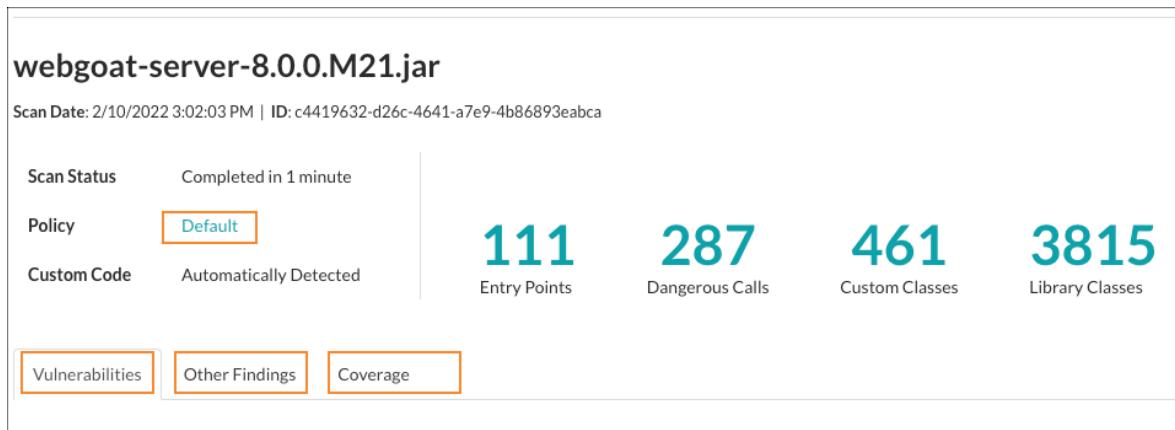 webgoat-server-8.0.0.M21.jar
Scan Date: 2/10/2022 3:02:03 PM | ID: c4419632-d26c-4641-a7e9-4b86893eabca
Scan Status Completed in 1 minute
Policy Default
Custom Code Automatically Detected
111 287 461 3815
Entry Points Dangerous Calls Custom Classes Library Classes
Vulnerabilities Other Findings Coverage